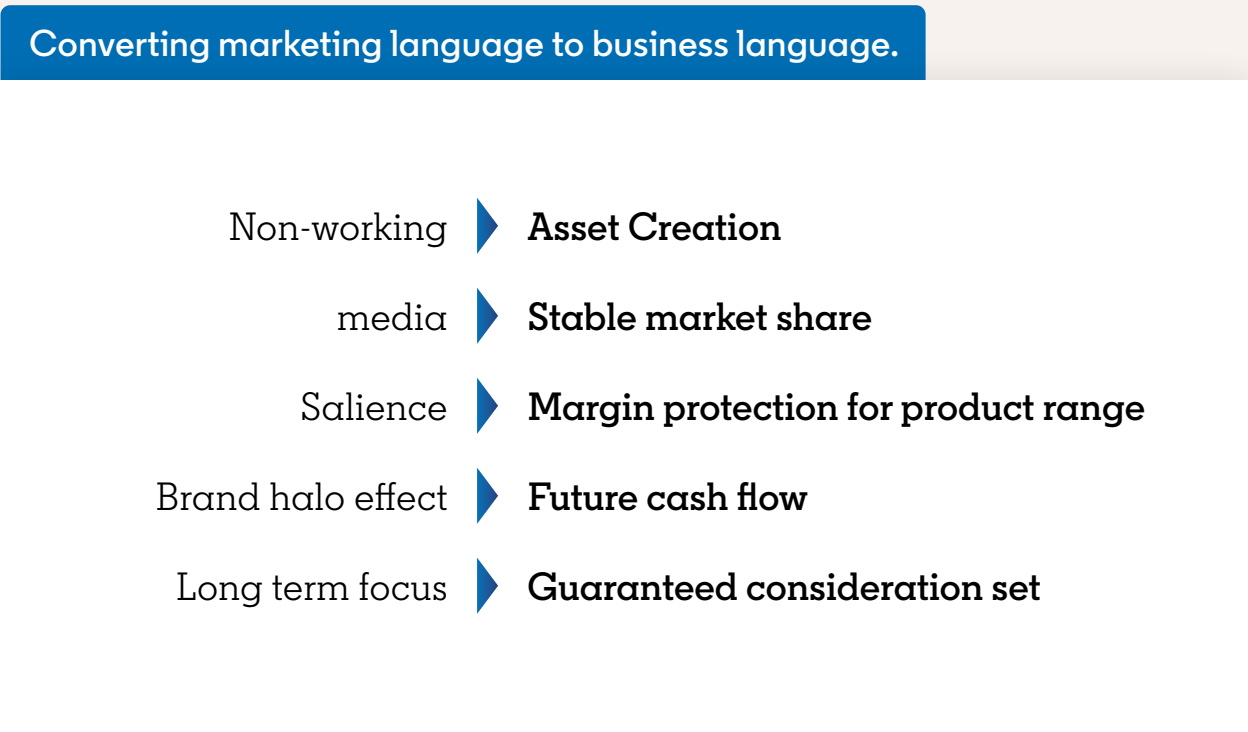 Converting marketing language to business language.
Non-working Asset Creation
media Stable market share
Salience Margin protection for product range
Brand halo effect Future cash flow
Long term focus Guaranteed consideration set